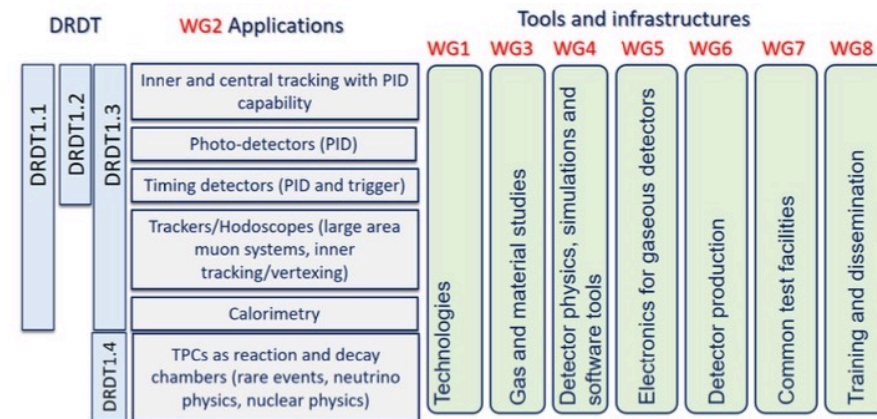 DRDT
WG2 Applications
Tools and infrastructures
WG1
WG3
WG4
WG5
WG6
WG7
WG8
DRDT1.1
DRDT1.2
DRDT1.3
DRDT1.4
Inner and central tracking with PID
capability
Photo-detectors (PID)
Timing detectors (PID and trigger)
Trackers/Hodoscopes (large area
muon systems, inner
tracking/vertexing)
Calorimetry
TPCs as reaction and decay
chambers (rare events, neutrino
physics, nuclear physics)
Technologies
Gas and material studies
Detector physics, simulations and
software tools
Electronics for gaseous detectors
Detector production
Common test facilities
Training and dissemination